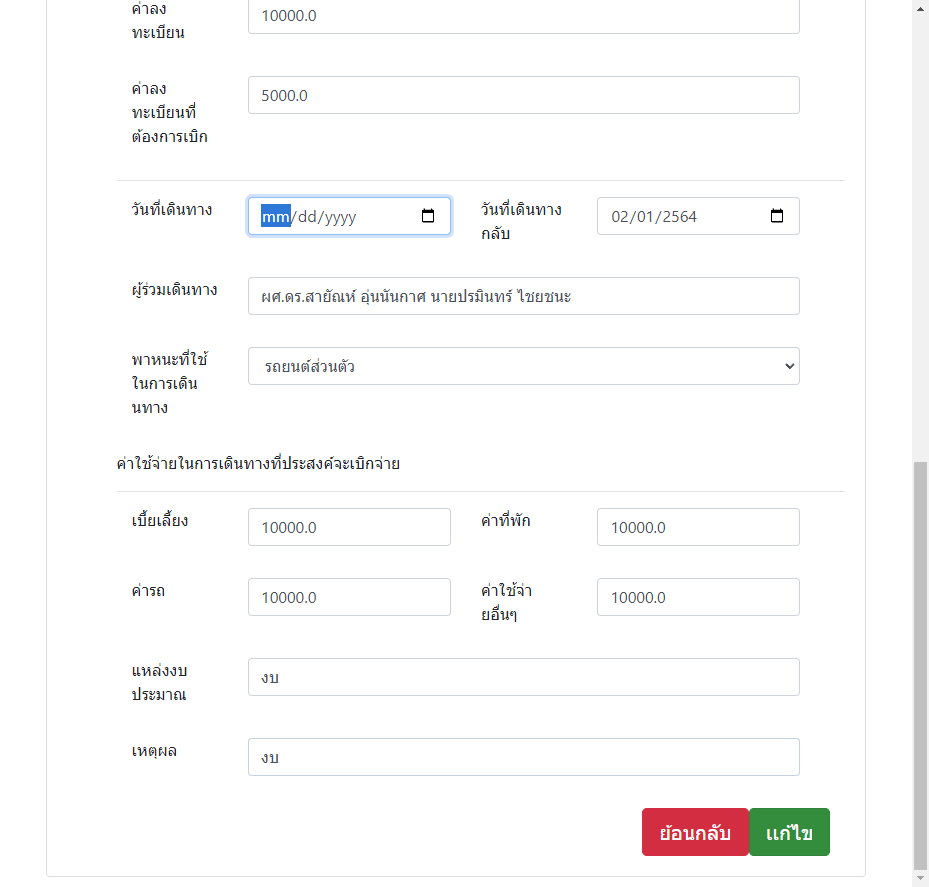 ค่าลง
ทะเบียน
10000.0
ค่าลง
ทะเบียนที่
ต้องการเบิก
5000.0
วันที่เดินทาง
mm/dd/yyyy
วันที่เดินทาง
กลับ
02/01/2564
ผู้ร่วมเดินทาง
ผศ.ดร.สายัณห์ อุ่นนันกาศ นายปรมินทร์ ไชยชนะ
พาหนะที่ใช้
ในการเดิน
นทาง
รถยนต์ส่วนตัว
ค่าใช้จ่ายในการเดินทางที่ประสงค์จะเบิกจ่าย
เบี้ยเลี้ยง
10000.0
ค่าที่พัก
10000.0
ค่ารถ
10000.0
ค่าใช้จ่า
ยอื่นๆ
10000.0
แหล่งงบ
ประมาณ
งบ
เหตุผล
งบ
ย้อนกลับ
แก้ไข